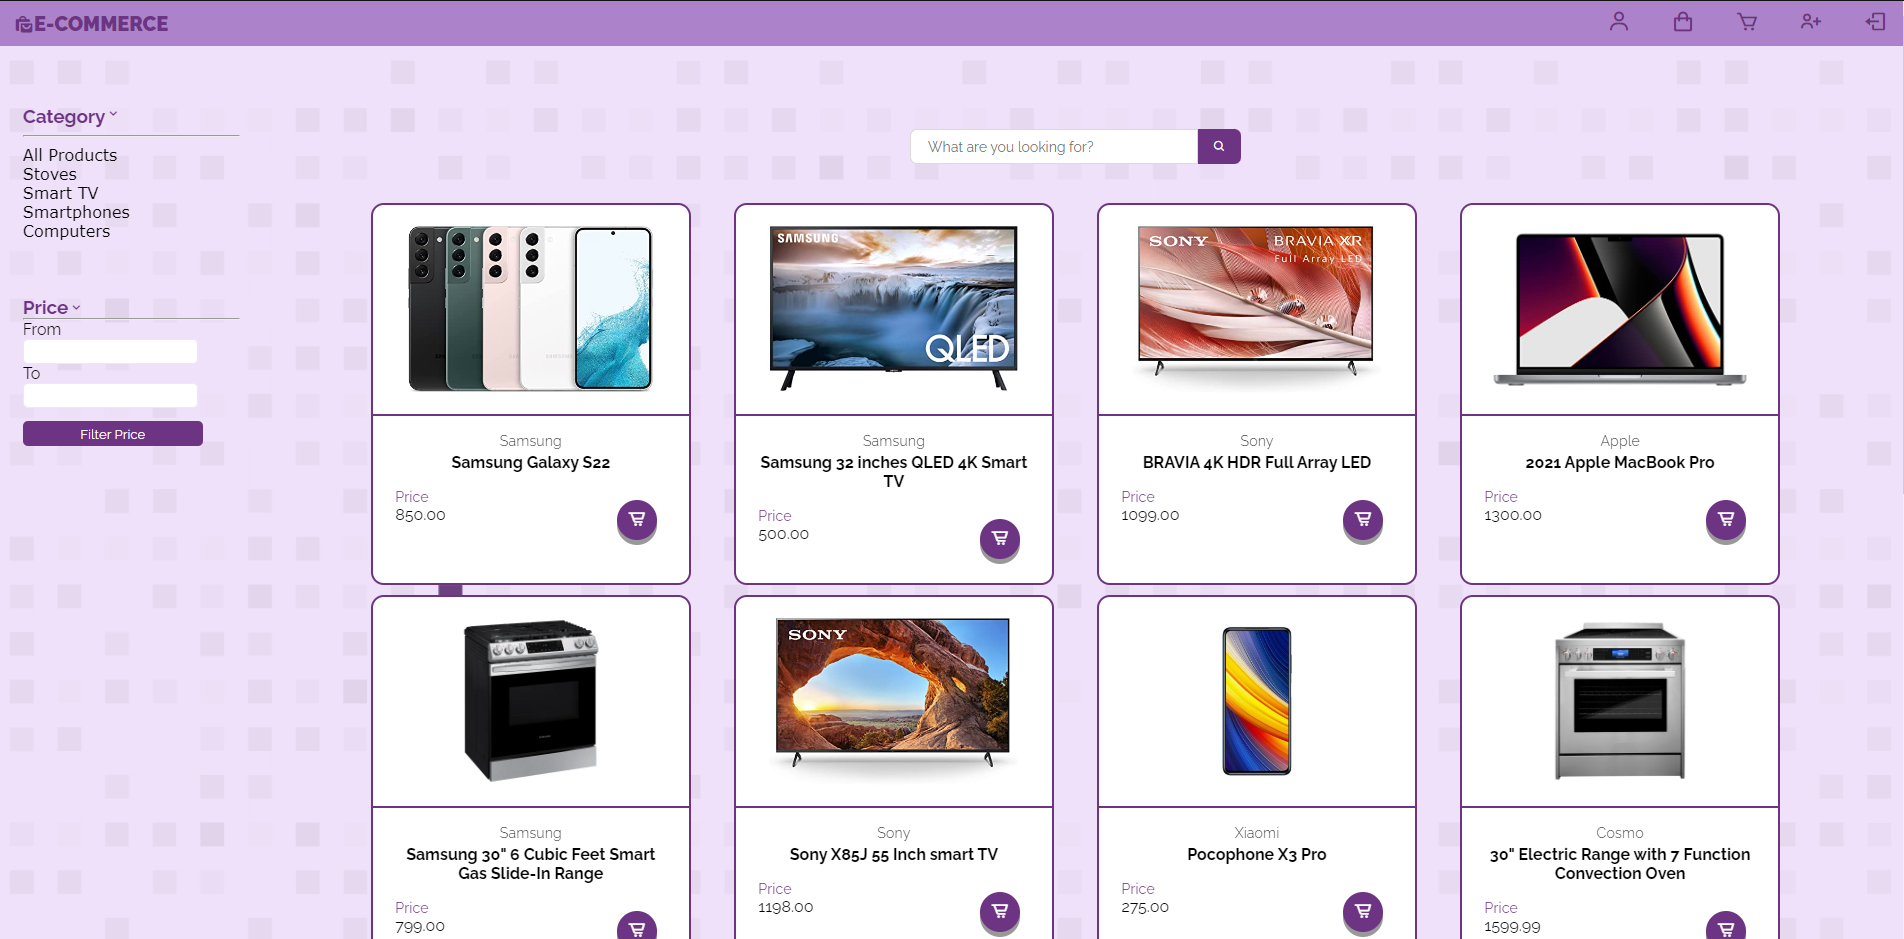 E-COMMERCE
Category
All Products
Stoves
Smart TV
Smartphones
Computers
Price
From
To
Filter Price
What are you looking for?
Samsung
Samsung Galaxy S22
Price
850.00
SAMSUNG
QLED
Samsung
Samsung 32 inches QLED 4K Smart
TV
Price
500.00
SONY
BRAVIA XR
Full Array LED
Sony
BRAVIA 4K HDR Full Array LED
Price
1099.00
Apple
2021 Apple MacBook Pro
Price
1300.00
Samsung
Samsung 30" 6 Cubic Feet Smart
Gas Slide-In Range
Price
799.00
SONY
Sony
Sony X85J 55 Inch smart TV
Price
1198.00
Xiaomi
Pocophone X3 Pro
Price
275.00
Cosmo
30" Electric Range with 7 Function
Convection Oven
Price
1599.99